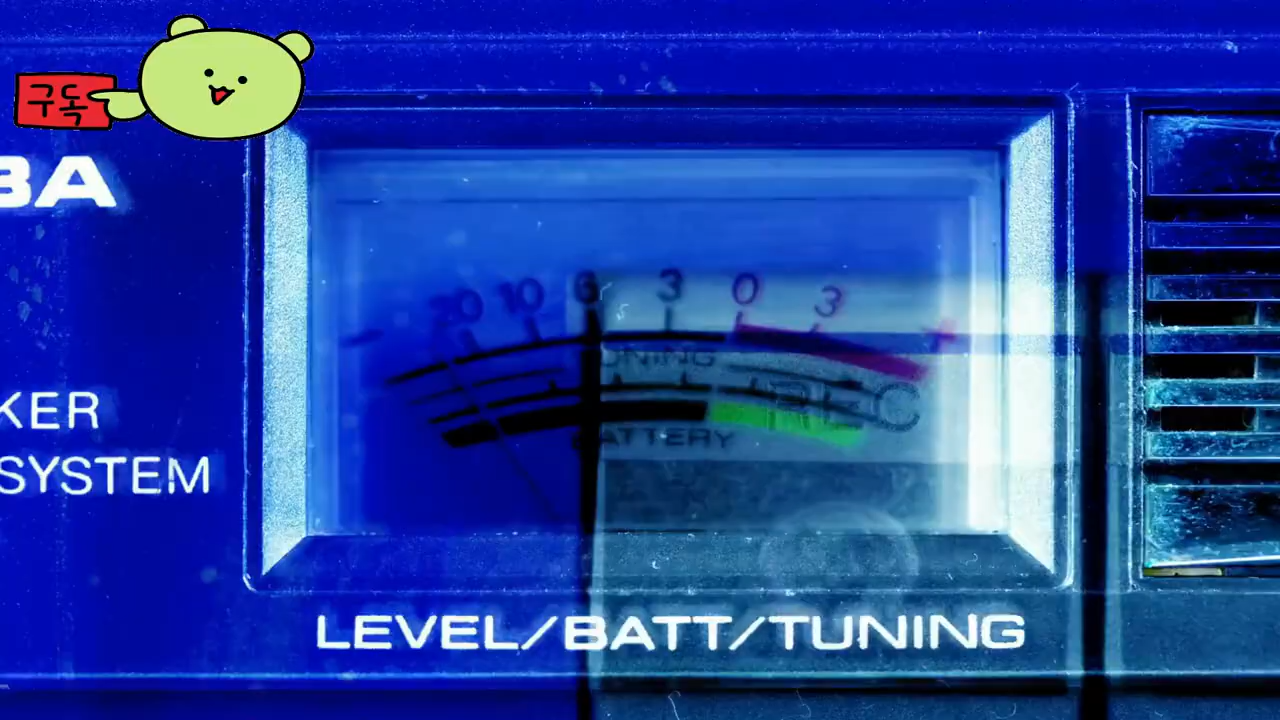 구독
BA
20 10 6 3 0 3 +
TUNING
REC
BATTERY
KER
SYSTEM
LEVEL/BATT/TUNING